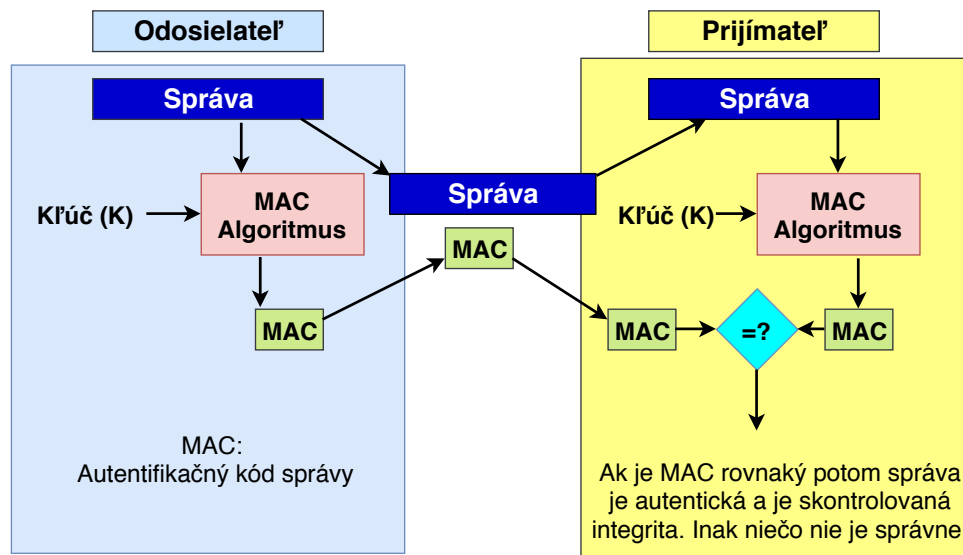 Odosielateľ
Prijímateľ
Správa
Správa
Správa
Kľúč (K)
MAC
Algoritmus
Kľúč (K)
MAC
Algoritmus
MAC
MAC
MAC
=?
MAC
MAC:
Autentifikačný kód správy
Ak je MAC rovnaký potom správa
je autentická a je skontrolovaná
integrita. Inak niečo nie je správne